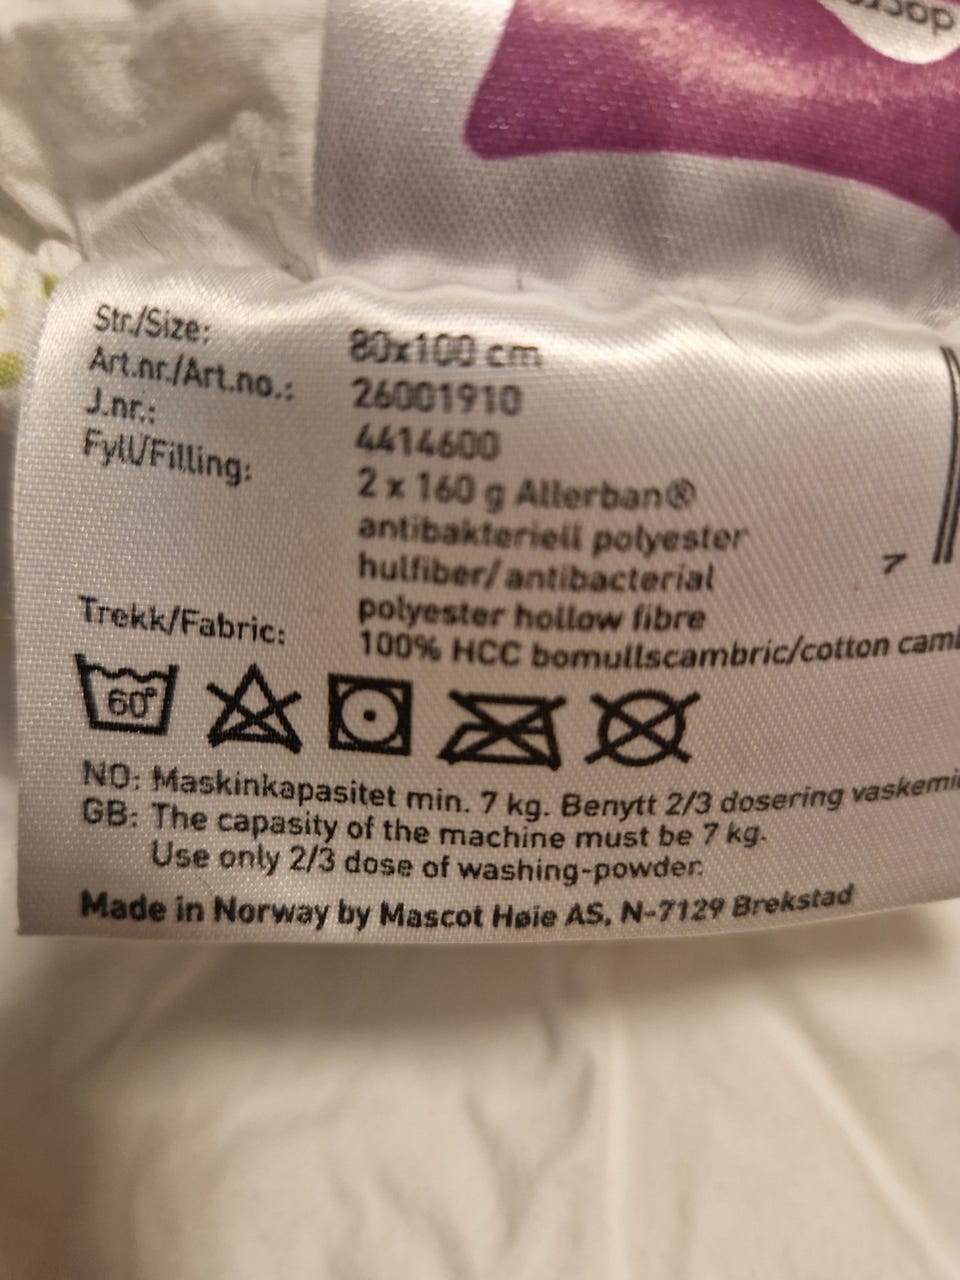 Str./Size: 80x100 cm
Art.nr./Art.no.: 26001910
J.nr.: 4414600
Fyll/Filling: 2 x 160 g Allerban®
antibakteriell polyester
hulfiber/antibacterial
polyester hollow fibre
Trekk/Fabric: 100% HCC bomullscambric/cotton camb
7
60°
NO: Maskinkapasitet min. 7 kg. Benytt 2/3 dosering vaskemi
GB: The capasity of the machine must be 7 kg.
Use only 2/3 dose of washing-powder.
Made in Norway by Mascot Høie AS, N-7129 Brekstad